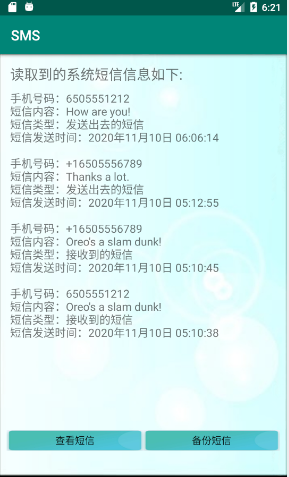 6:21
SMS
读取到的系统短信信息如下:
手机号码：6505551212
短信内容：How are you!
短信类型：发送出去的短信
短信发送时间：2020年11月10日 06:06:14
手机号码：+16505556789
短信内容：Thanks a lot.
短信类型：发送出去的短信
短信发送时间：2020年11月10日 05:12:55
手机号码：+16505556789
短信内容：Oreo's a slam dunk!
短信类型：接收到的短信
短信发送时间：2020年11月10日 05:10:45
手机号码：6505551212
短信内容：Oreo's a slam dunk!
短信类型：接收到的短信
短信发送时间：2020年11月10日 05:10:38
查看短信 备份短信